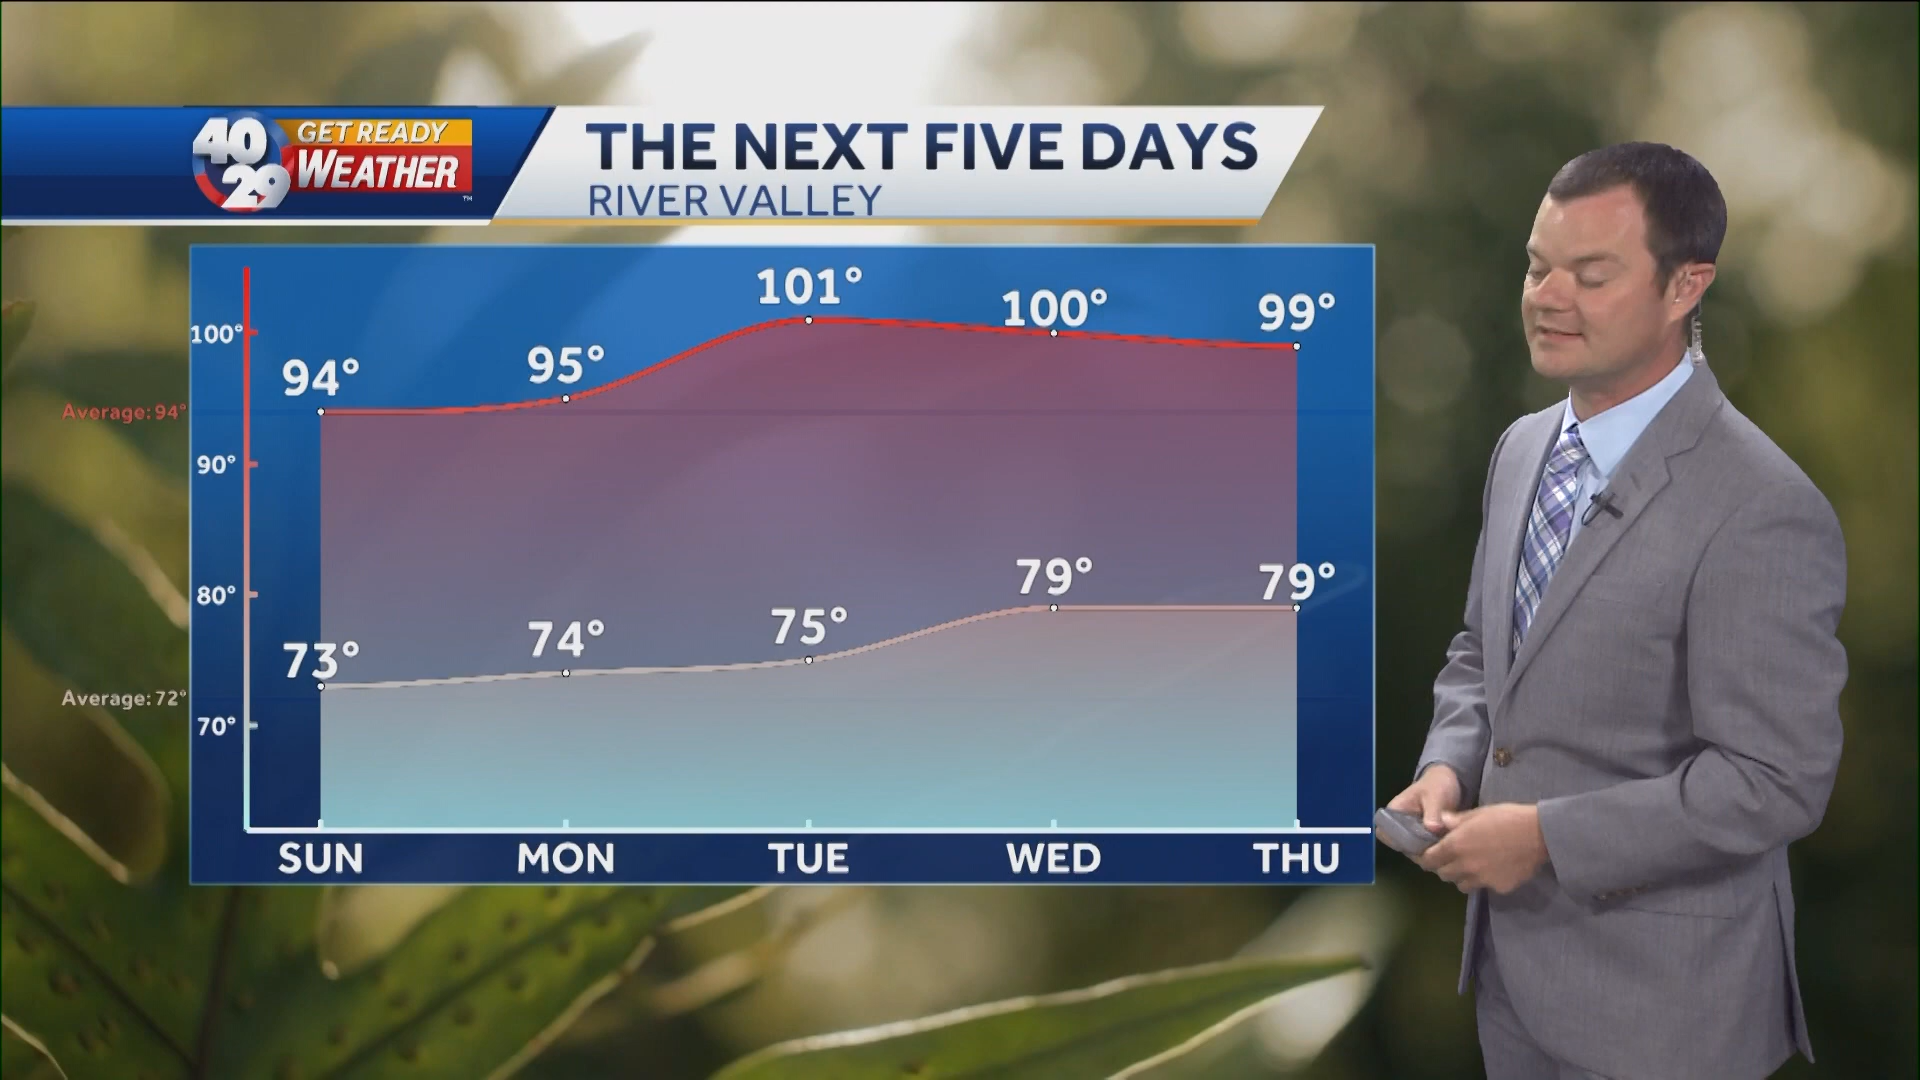 40
29
GET READY
WEATHER™
THE NEXT FIVE DAYS
RIVER VALLEY
101°
100°
99°
100°
94°
95°
Average: 94°
90°
80°
79°
79°
73°
74°
75°
Average: 72°
70°
SUN MON TUE WED THU